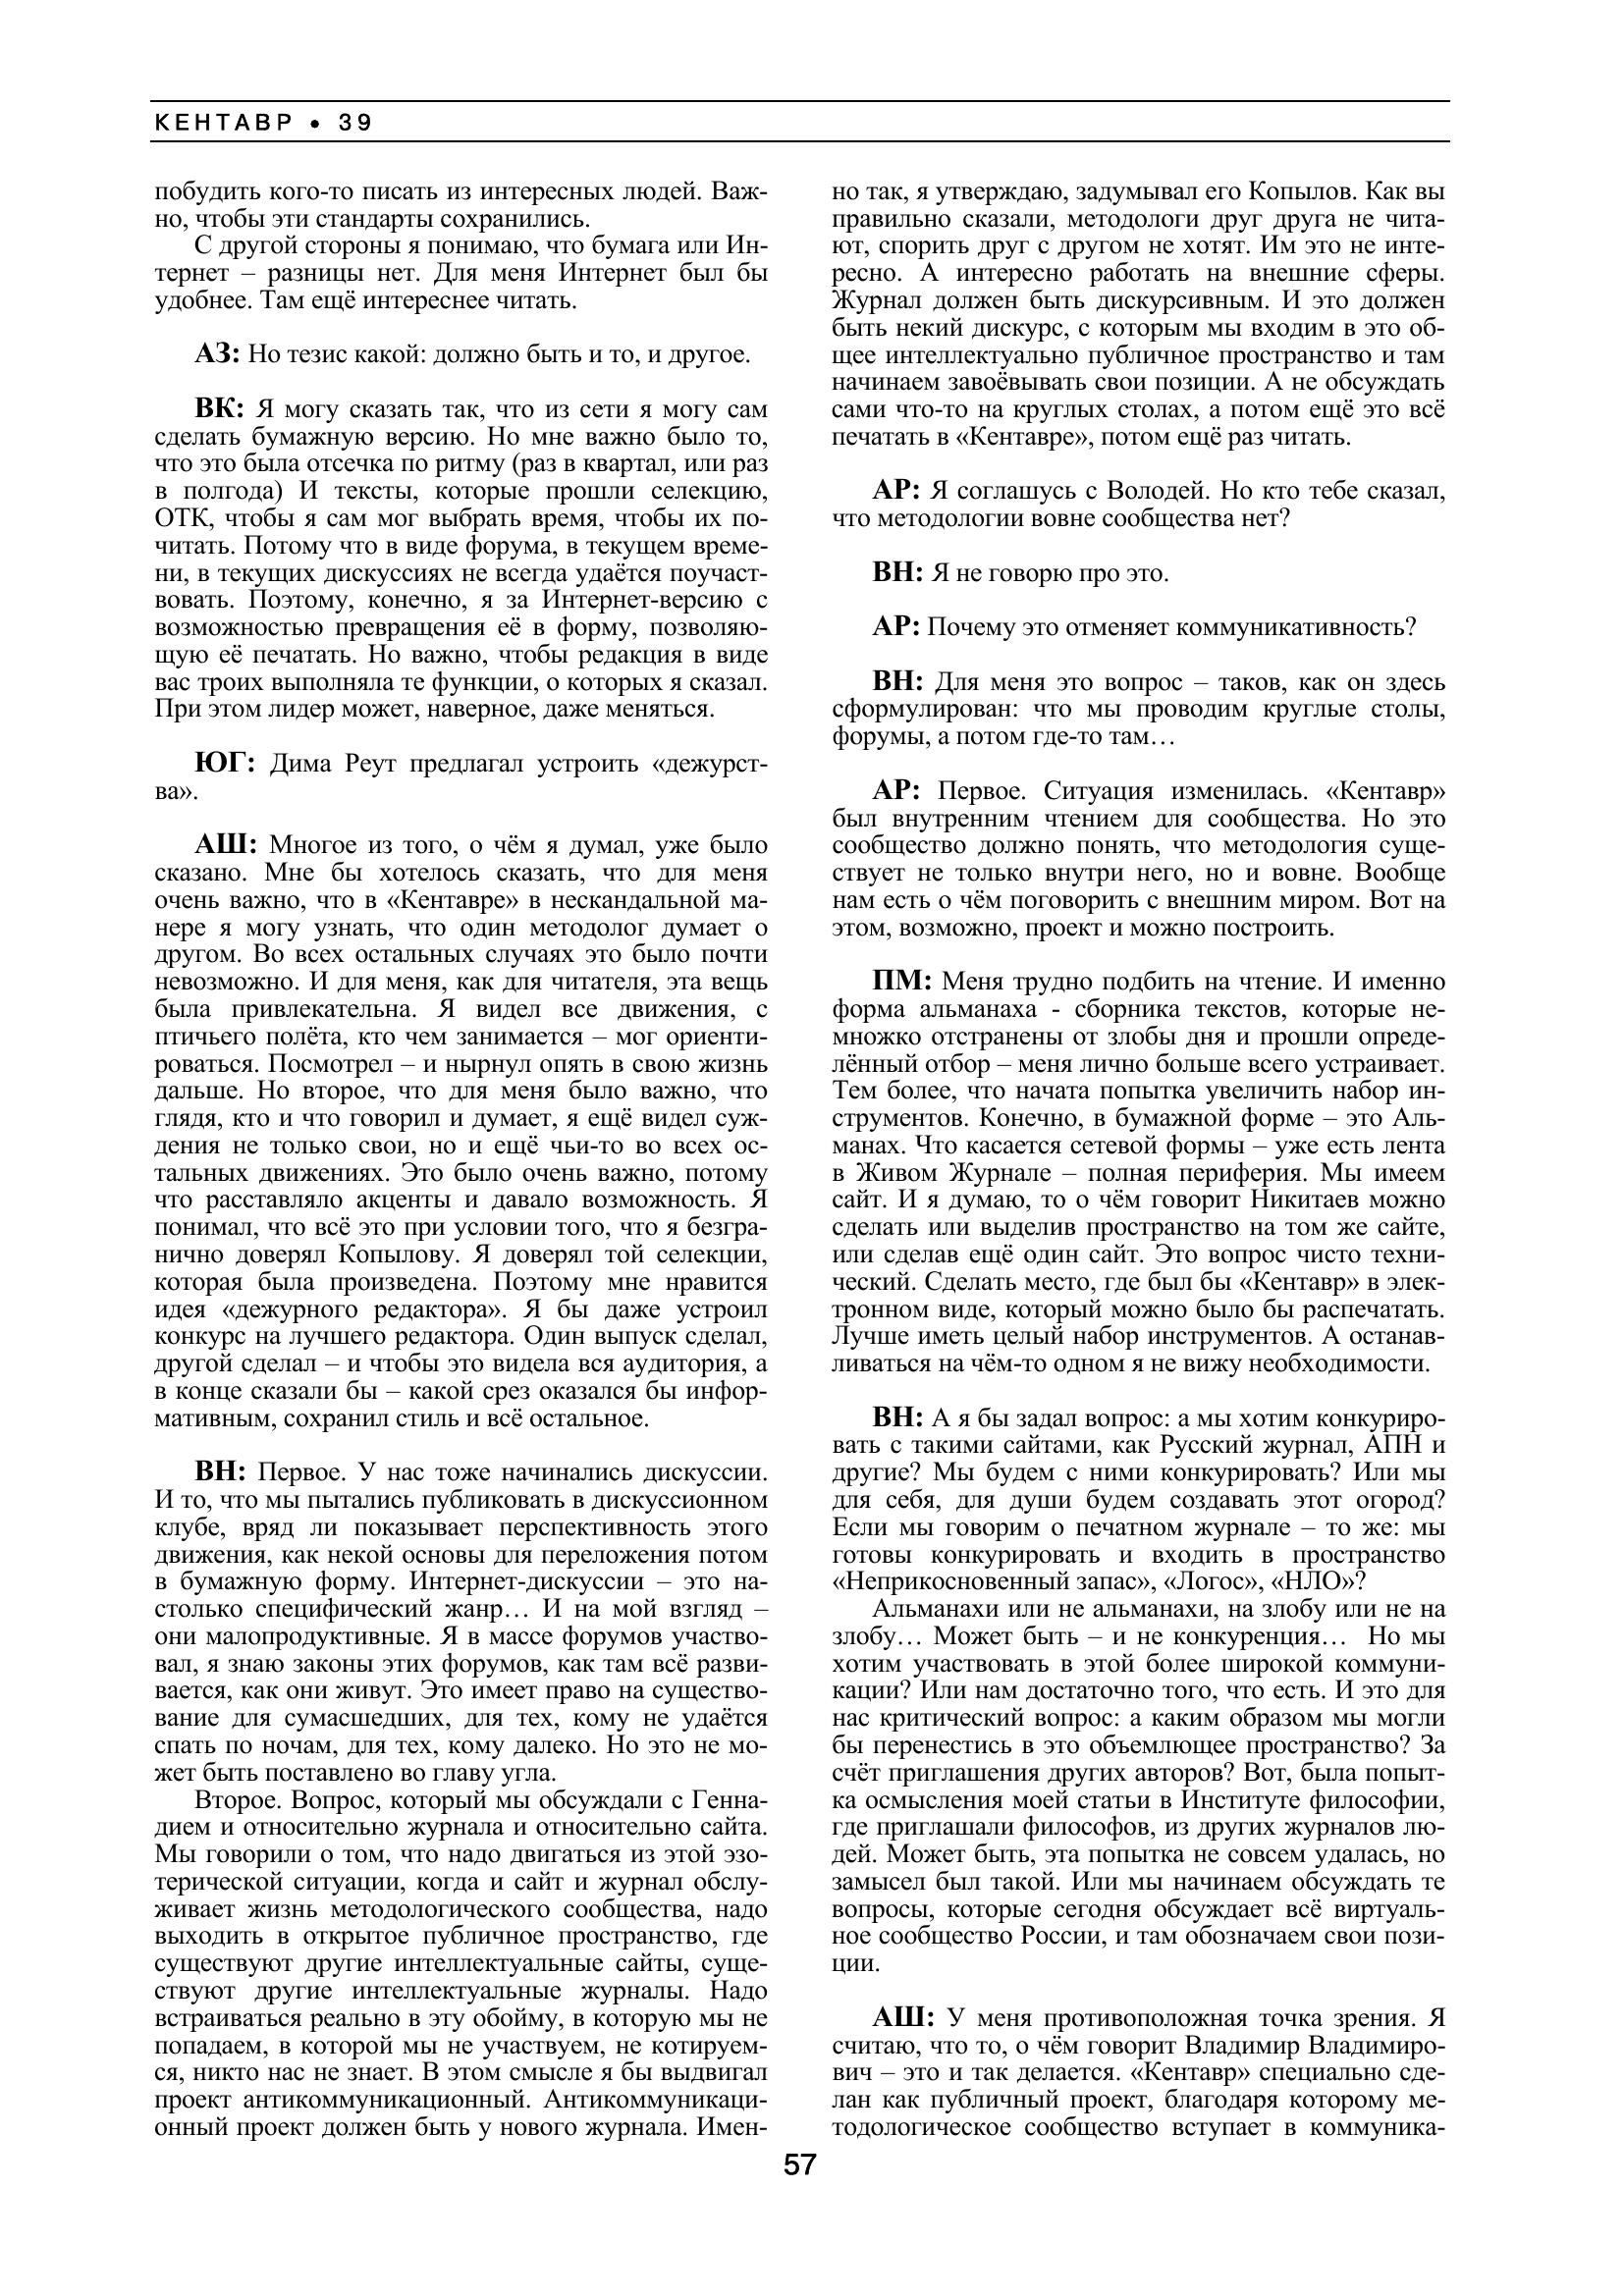 КЕНТАВР • 39
побудить кого-то писать из интересных людей. Важ-
но, чтобы эти стандарты сохранились.
С другой стороны я понимаю, что бумага или Ин-
тернет – разницы нет. Для меня Интернет был бы
удобнее. Там ещё интереснее читать.
АЗ: Но тезис какой: должно быть и то, и другое.
ВК: Я могу сказать так, что из сети я могу сам
сделать бумажную версию. Но мне важно было то,
что это была отсечка по ритму (раз в квартал, или раз
в полгода) И тексты, которые прошли селекцию,
ОТК, чтобы я сам мог выбрать время, чтобы их по-
читать. Потому что в виде форума, в текущем време-
ни, в текущих дискуссиях не всегда удаётся поучаст-
вовать. Поэтому, конечно, я за Интернет-версию с
возможностью превращения её в форму, позволяю-
щую её печатать. Но важно, чтобы редакция в виде
вас троих выполняла те функции, о которых я сказал.
При этом лидер может, наверное, даже меняться.
ЮГ: Дима Реут предлагал устроить «дежурст-
ва».
АШ: Многое из того, о чём я думал, уже было
сказано. Мне бы хотелось сказать, что для меня
очень важно, что в «Кентавре» в нескандальной ма-
нере я могу узнать, что один методолог думает о
другом. Во всех остальных случаях это было почти
невозможно. И для меня, как для читателя, эта вещь
была привлекательна. Я видел все движения, с
птичьего полёта, кто чем занимается – мог ориенти-
роваться. Посмотрел – и нырнул опять в свою жизнь
дальше. Но второе, что для меня было важно, что
глядя, кто и что говорил и думает, я ещё видел суж-
дения не только свои, но и ещё чьи-то во всех ос-
тальных движениях. Это было очень важно, потому
что расставляло акценты и давало возможность. Я
понимал, что всё это при условии того, что я безгра-
нично доверял Копылову. Я доверял той селекции,
которая была произведена. Поэтому мне нравится
идея «дежурного редактора». Я бы даже устроил
конкурс на лучшего редактора. Один выпуск сделал,
другой сделал – и чтобы это видела вся аудитория, а
в конце сказали бы – какой срез оказался бы инфор-
мативным, сохранил стиль и всё остальное.
ВН: Первое. У нас тоже начинались дискуссии.
И то, что мы пытались публиковать в дискуссионном
клубе, вряд ли показывает перспективность этого
движения, как некой основы для переложения потом
в бумажную форму. Интернет-дискуссии – это на-
столько специфический жанр… И на мой взгляд –
они малопродуктивные. Я в массе форумов участво-
вал, я знаю законы этих форумов, как там всё разви-
вается, как они живут. Это имеет право на существо-
вание для сумасшедших, для тех, кому не удаётся
спать по ночам, для тех, кому далеко. Но это не мо-
жет быть поставлено во главу угла.
Второе. Вопрос, который мы обсуждали с Генна-
дием и относительно журнала и относительно сайта.
Мы говорили о том, что надо двигаться из этой эзо-
терической ситуации, когда и сайт и журнал обслу-
живает жизнь методологического сообщества, надо
выходить в открытое публичное пространство, где
существуют другие интеллектуальные сайты, суще-
ствуют другие интеллектуальные журналы. Надо
встраиваться реально в эту обойму, в которую мы не
попадаем, в которой мы не участвуем, не котируем-
ся, никто нас не знает. В этом смысле я бы выдвигал
проект антикоммуникационный. Антикоммуникаци-
онный проект должен быть у нового журнала. Имен-
но так, я утверждаю, задумывал его Копылов. Как вы
правильно сказали, методологи друг друга не чита-
ют, спорить друг с другом не хотят. Им это не инте-
ресно. А интересно работать на внешние сферы.
Журнал должен быть дискурсивным. И это должен
быть некий дискурс, с которым мы входим в это об-
щее интеллектуально публичное пространство и там
начинаем завоёвывать свои позиции. А не обсуждать
сами что-то на круглых столах, а потом ещё это всё
печатать в «Кентавре», потом ещё раз читать.
АР: Я соглашусь с Володей. Но кто тебе сказал,
что методологии вовне сообщества нет?
ВН: Я не говорю про это.
АР: Почему это отменяет коммуникативность?
ВН: Для меня это вопрос – таков, как он здесь
сформулирован: что мы проводим круглые столы,
форумы, а потом где-то там…
АР: Первое. Ситуация изменилась. «Кентавр»
был внутренним чтением для сообщества. Но это
сообщество должно понять, что методология суще-
ствует не только внутри него, но и вовне. Вообще
нам есть о чём поговорить с внешним миром. Вот на
этом, возможно, проект и можно построить.
ПМ: Меня трудно подбить на чтение. И именно
форма альманаха - сборника текстов, которые не-
множко отстранены от злобы дня и прошли опреде-
лённый отбор – меня лично больше всего устраивает.
Тем более, что начата попытка увеличить набор ин-
струментов. Конечно, в бумажной форме – это Аль-
манах. Что касается сетевой формы – уже есть лента
в Живом Журнале – полная периферия. Мы имеем
сайт. И я думаю, то о чём говорит Никитаев можно
сделать или выделив пространство на том же сайте,
или сделав ещё один сайт. Это вопрос чисто техни-
ческий. Сделать место, где был бы «Кентавр» в элек-
тронном виде, который можно было бы распечатать.
Лучше иметь целый набор инструментов. А останав-
ливаться на чём-то одном я не вижу необходимости.
ВН: А я бы задал вопрос: а мы хотим конкуриро-
вать с такими сайтами, как Русский журнал, АПН и
другие? Мы будем с ними конкурировать? Или мы
для себя, для души будем создавать этот огород?
Если мы говорим о печатном журнале – то же: мы
готовы конкурировать и входить в пространство
«Неприкосновенный запас», «Логос», «НЛО»?
Альманахи или не альманахи, на злобу или не на
злобу… Может быть – и не конкуренция… Но мы
хотим участвовать в этой более широкой коммуни-
кации? Или нам достаточно того, что есть. И это для
нас критический вопрос: а каким образом мы могли
бы перенестись в это объемлющее пространство? За
счёт приглашения других авторов? Вот, была попыт-
ка осмысления моей статьи в Институте философии,
где приглашали философов, из других журналов лю-
дей. Может быть, эта попытка не совсем удалась, но
замысел был такой. Или мы начинаем обсуждать те
вопросы, которые сегодня обсуждает всё виртуаль-
ное сообщество России, и там обозначаем свои пози-
ции.
АШ: У меня противоположная точка зрения. Я
считаю, что то, о чём говорит Владимир Владимиро-
вич – это и так делается. «Кентавр» специально сде-
лан как публичный проект, благодаря которому ме-
тодологическое сообщество вступает в коммуника-
57